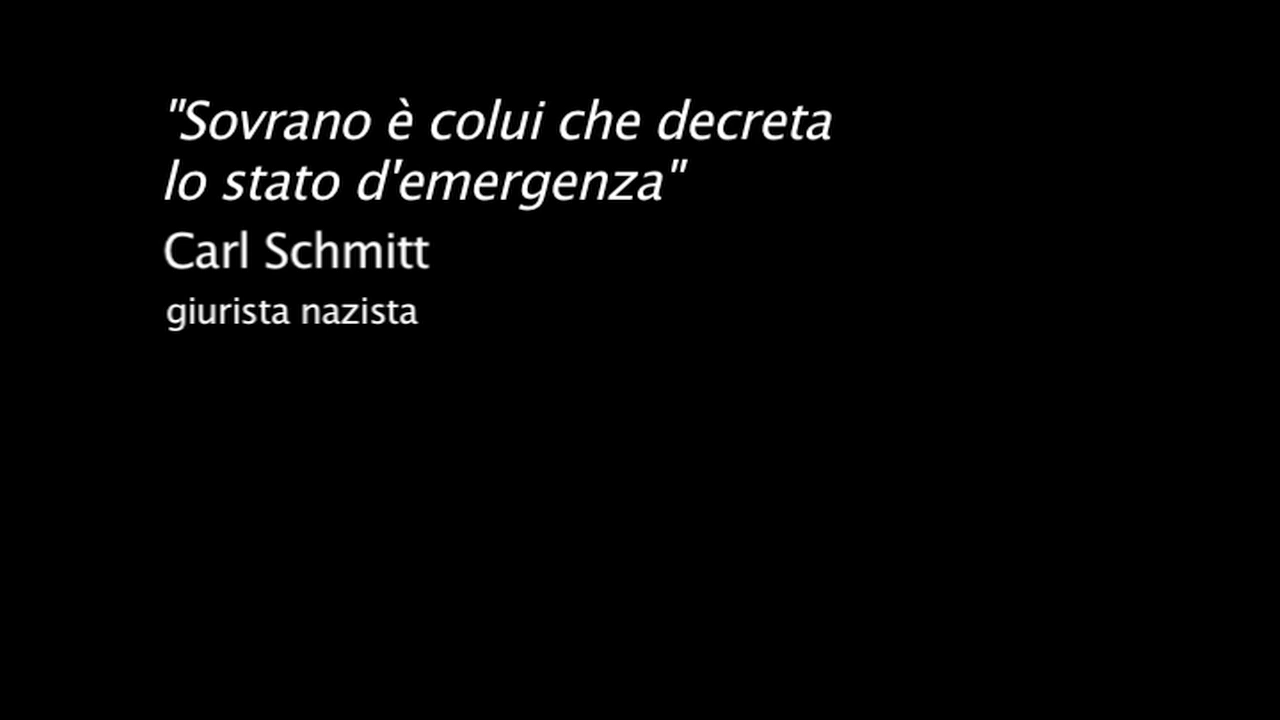 "Sovrano è colui che decreta
lo stato d'emergenza"
Carl Schmitt
giurista nazista